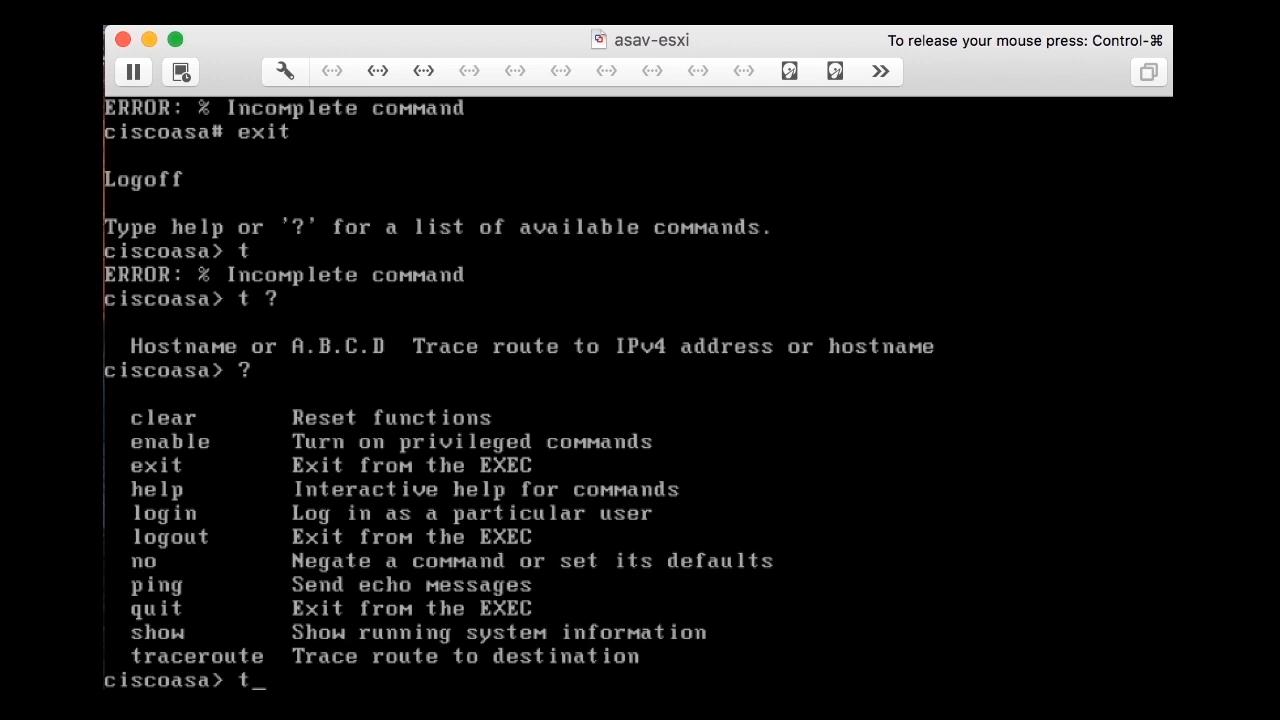 asav-esxi
To release your mouse press: Control-⌘
ERROR: % Incomplete command
ciscoasa# exit
Logoff
Type help or '?' for a list of available commands.
ciscoasa> t
ERROR: % Incomplete command
ciscoasa> t ?
Hostname or A.B.C.D  Trace route to IPv4 address or hostname
ciscoasa> ?
clear       Reset functions
enable      Turn on privileged commands
exit        Exit from the EXEC
help        Interactive help for commands
login       Log in as a particular user
logout      Exit from the EXEC
no          Negate a command or set its defaults
ping        Send echo messages
quit        Exit from the EXEC
show        Show running system information
traceroute  Trace route to destination
ciscoasa> t_